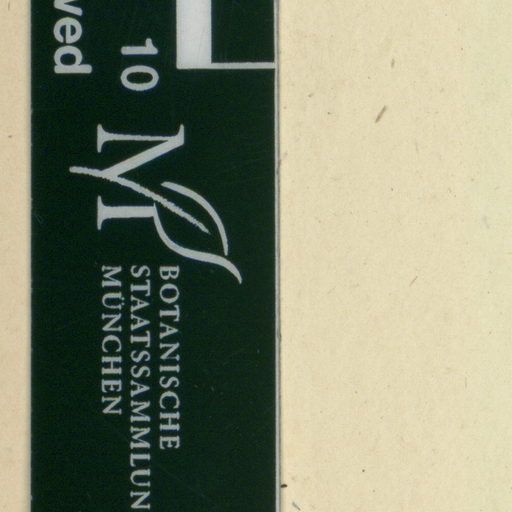 ved
10
BOTANISCHE
STAATSSAMMLUN
MÜNCHEN